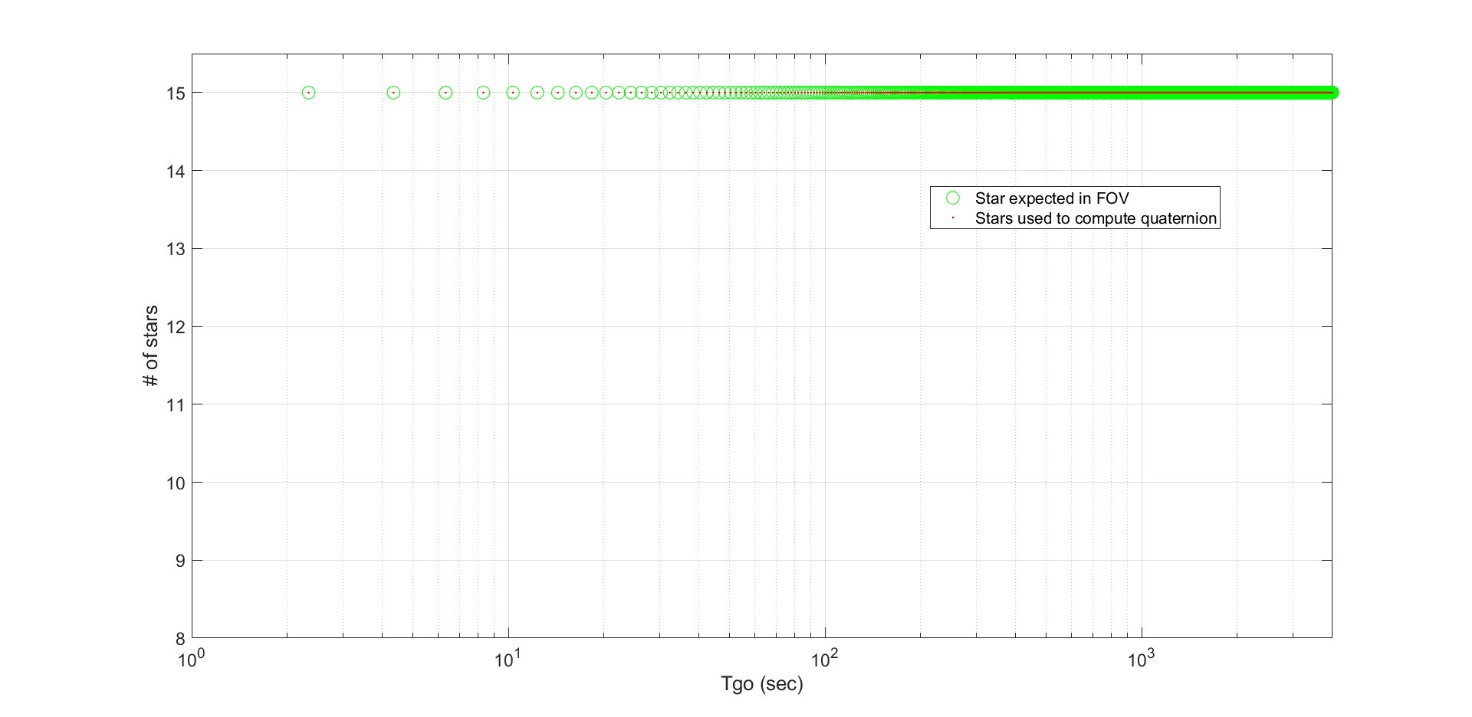 15
14
13
12
11
10
9
8
# of stars
Star expected in FOV
Stars used to compute quaternion
10^0 10^1 10^2 10^3
Tgo (sec)